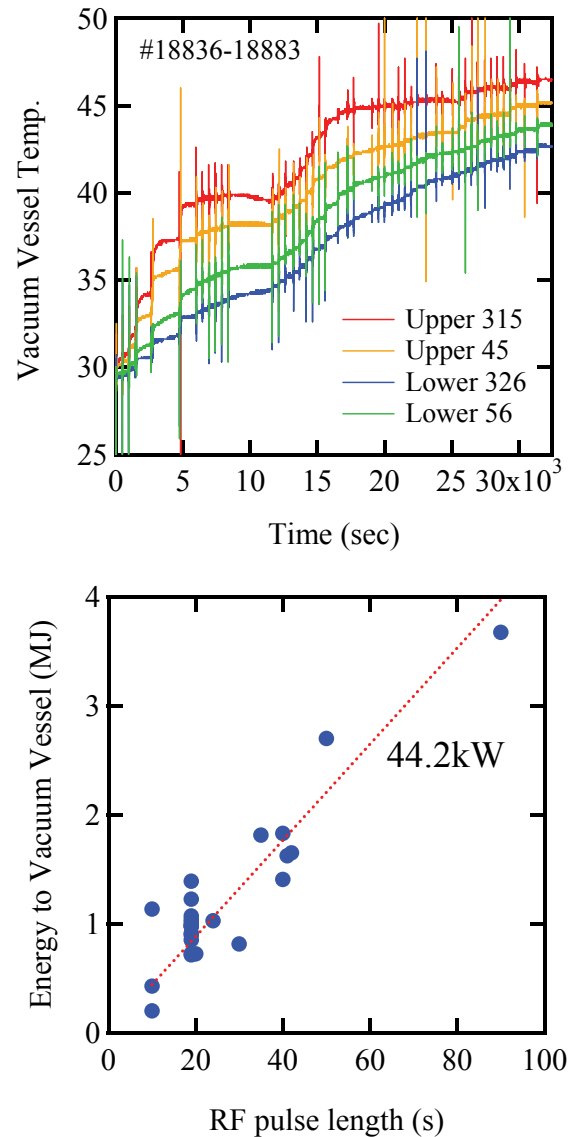 50
#18836-18883
45
40
35
30
25
Vacuum Vessel Temp.
Upper 315
Upper 45
Lower 326
Lower 56
0 5 10 15 20 25 30x10³
Time (sec)
4
3
2
1
0
Energy to Vacuum Vessel (MJ)
44.2kW
0 20 40 60 80 100
RF pulse length (s)